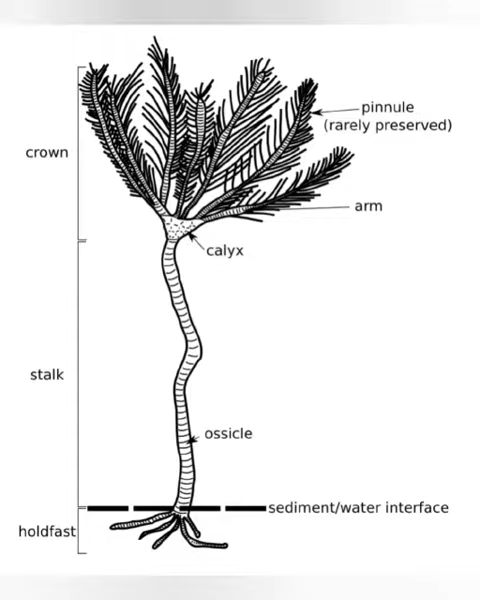 pinnule
(rarely preserved)
crown
arm
calyx
stalk
ossicle
sediment/water interface
holdfast